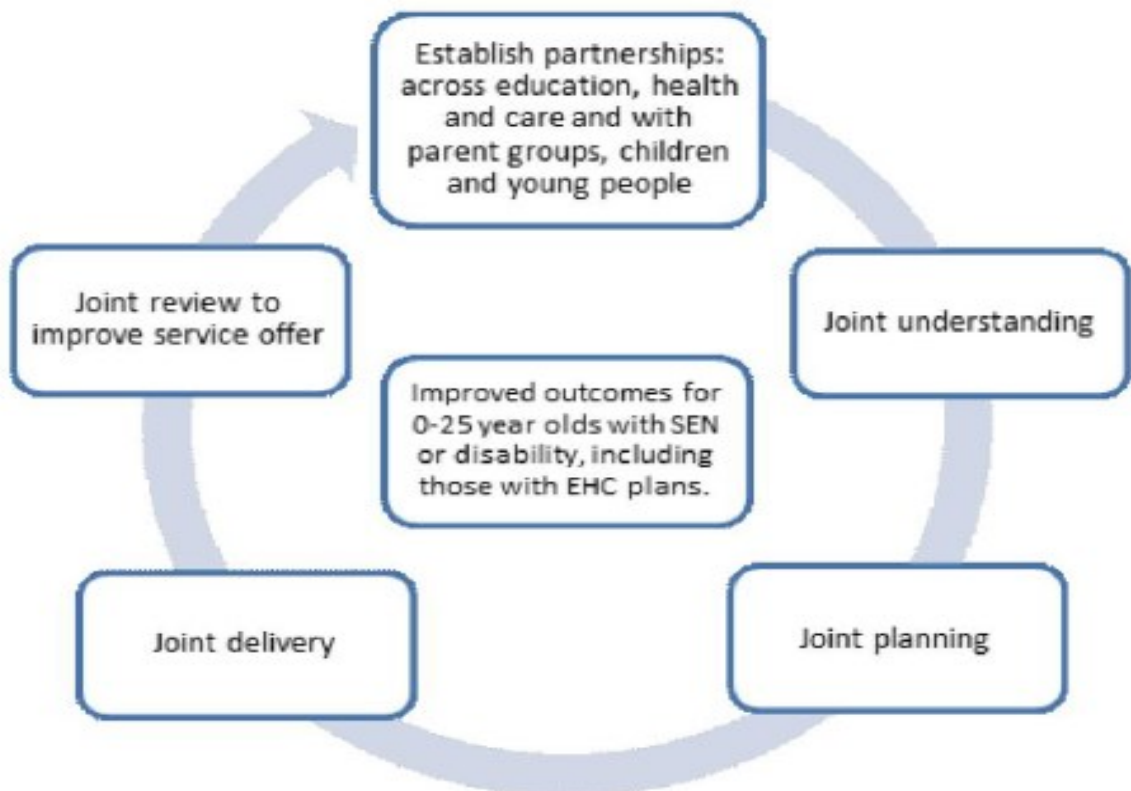 Establish partnerships:
across education, health
and care and with
parent groups, children
and young people
Joint understanding
Joint planning
Joint delivery
Joint review to
improve service offer
Improved outcomes for
0-25 year olds with SEN
or disability, including
those with EHC plans.